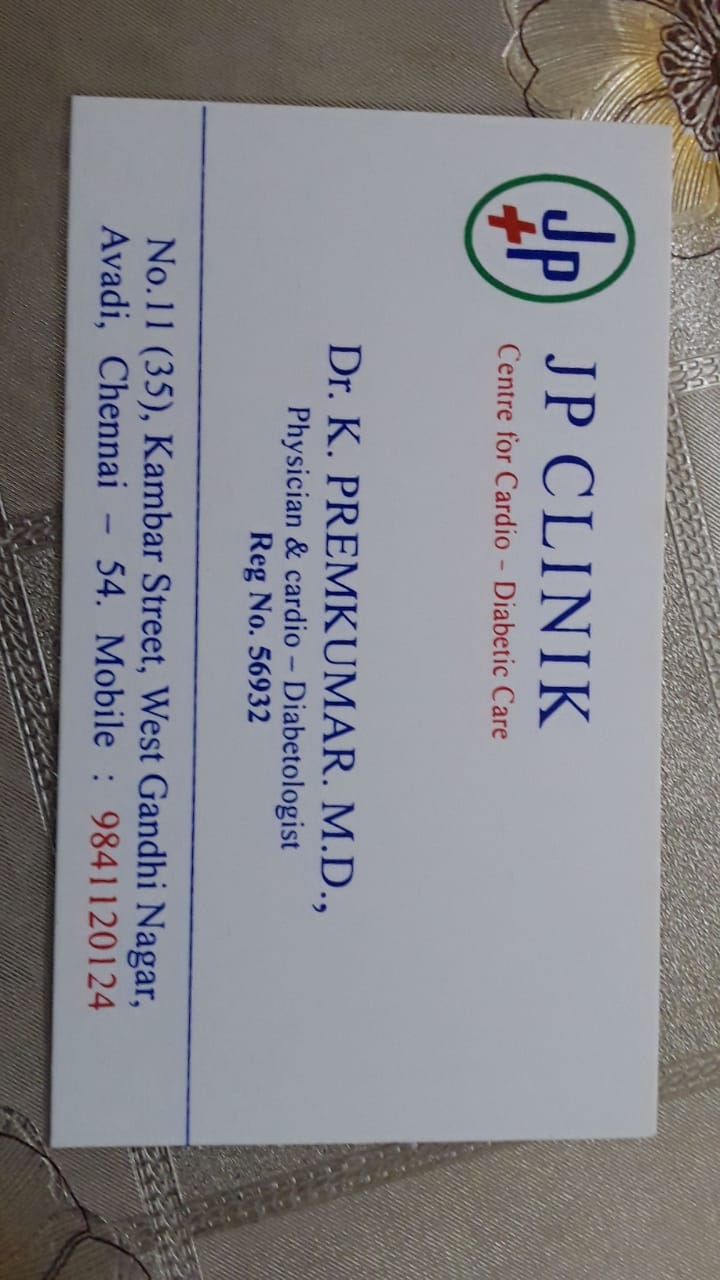 JP
JP CLINIK
Centre for Cardio – Diabetic Care
Dr. K. PREMKUMAR. M.D.,
Physician & cardio – Diabetologist
Reg No. 56932
No.11 (35), Kambar Street, West Gandhi Nagar,
Avadi, Chennai – 54. Mobile : 9841120124